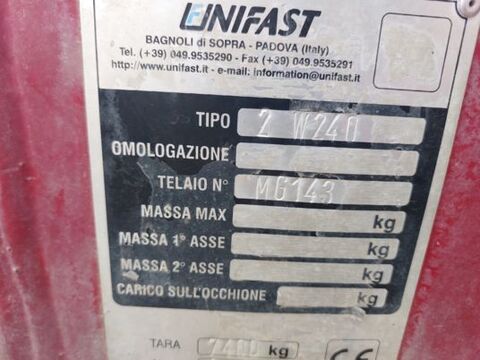 UNIFAST
BAGNOLI di SOPRA - PADOVA (Italy)
Tel. (+39) 049.9535290 - Fax (+39) 049.9535291
http://www.unifast.it - e-mail: information@unifast.it
TIPO 2 W240
OMOLOGAZIONE
TELAIO N° MG143
MASSA MAX kg
MASSA 1° ASSE kg
MASSA 2° ASSE kg
CARICO SULL'OCCHIONE kg
TARA 7400 kg CE